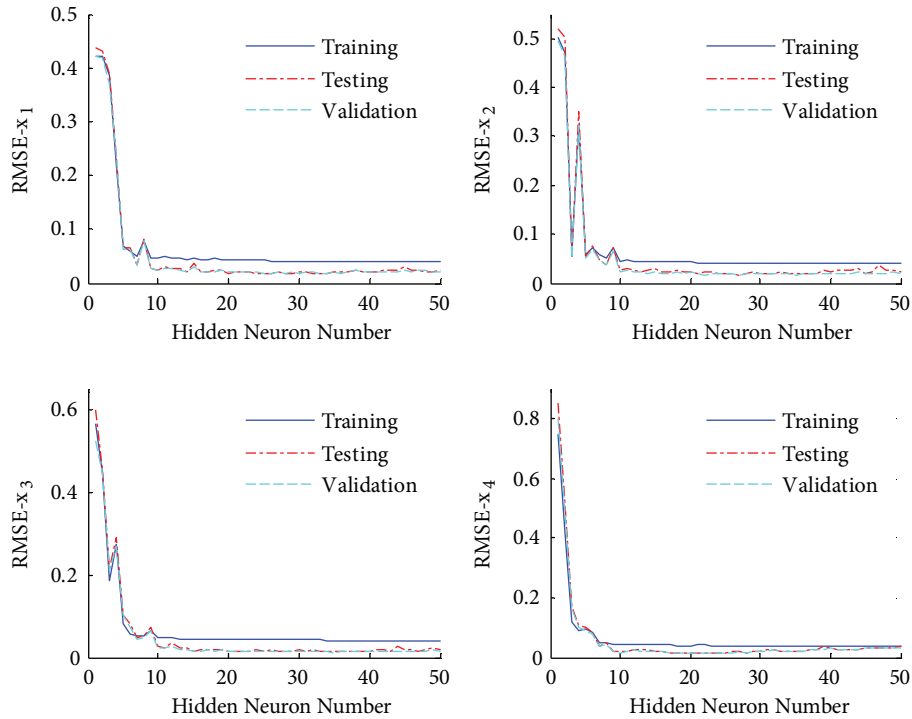 0.5
0.4
0.3
0.2
0.1
0
RMSE-x1
Training
Testing
Validation
0 10 20 30 40 50
Hidden Neuron Number
0.5
0.4
0.3
0.2
0.1
0
RMSE-x2
Training
Testing
Validation
0 10 20 30 40 50
Hidden Neuron Number
0.6
0.4
0.2
0
RMSE-x3
Training
Testing
Validation
0 10 20 30 40 50
Hidden Neuron Number
0.8
0.6
0.4
0.2
0
RMSE-x4
Training
Testing
Validation
0 10 20 30 40 50
Hidden Neuron Number